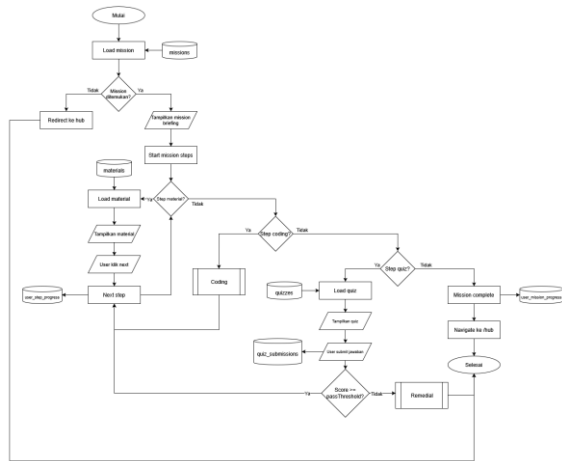 Mulai
Load mission
missions
Mission
ditemukan?
Tidak
Ya
Redirect ke hub
Tampilkan mission
briefing
Start mission steps
materials
Load material
Ya
Step material?
Tidak
Tampilkan material
User klik next
user_step_progress
Next step
Step coding?
Ya
Tidak
Coding
Step quiz?
Ya
Tidak
quizzes
Load quiz
Mission complete
user_mission_progress
Tampilkan quiz
Navigate ke /hub
quiz_submissions
User submit jawaban
Selesai
Score >=
passThreshold?
Ya
Tidak
Remedial